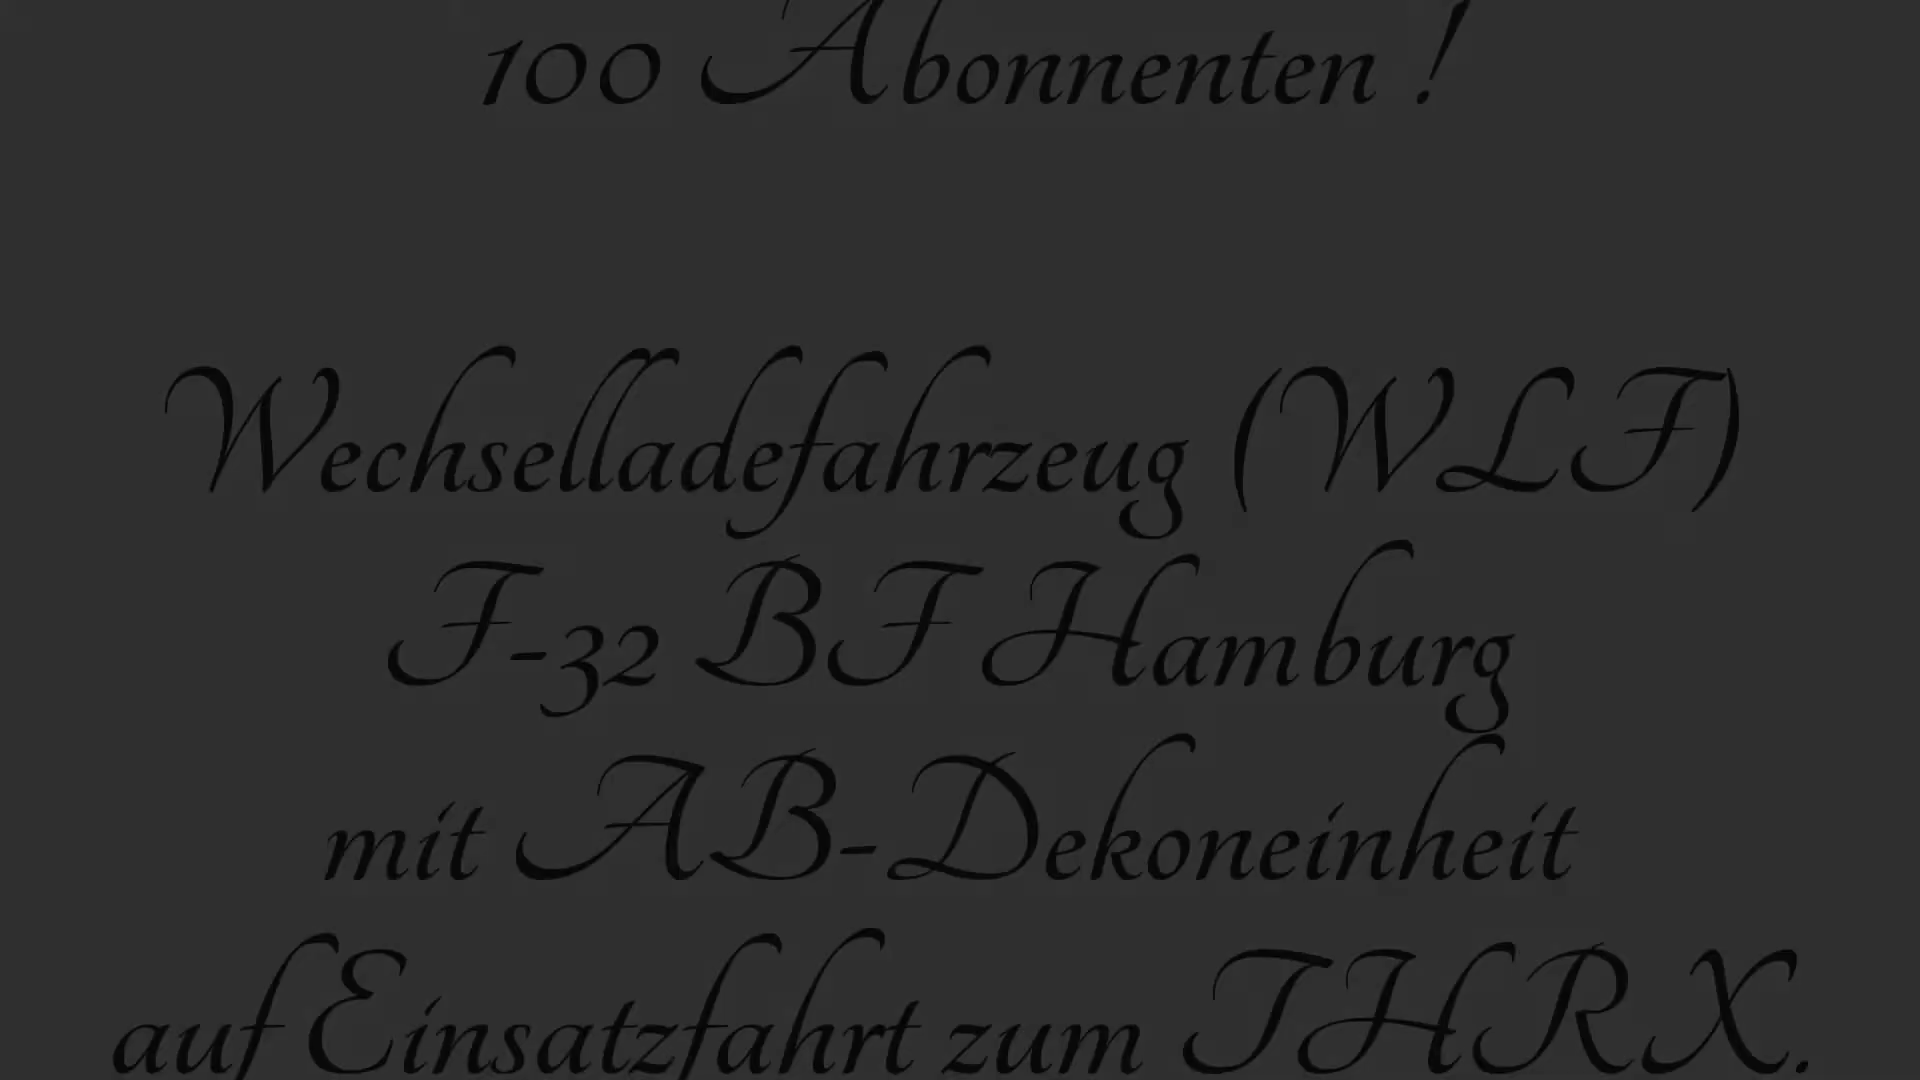 100 Abonnenten !
Wechselladefahrzeug (WLF)
F-32 BF Hamburg
mit AB-Dekoneinheit
auf Einsatzfahrt zum THRX.